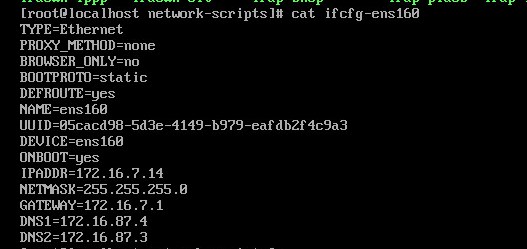 [root@localhost network-scripts]# cat ifcfg-ens160
TYPE=Ethernet
PROXY_METHOD=none
BROWSER_ONLY=no
BOOTPROTO=static
DEFROUTE=yes
NAME=ens160
UUID=05cacd98-5d3e-4149-b979-eafdb2f4c9a3
DEVICE=ens160
ONBOOT=yes
IPADDR=172.16.7.14
NETMASK=255.255.255.0
GATEWAY=172.16.7.1
DNS1=172.16.87.4
DNS2=172.16.87.3